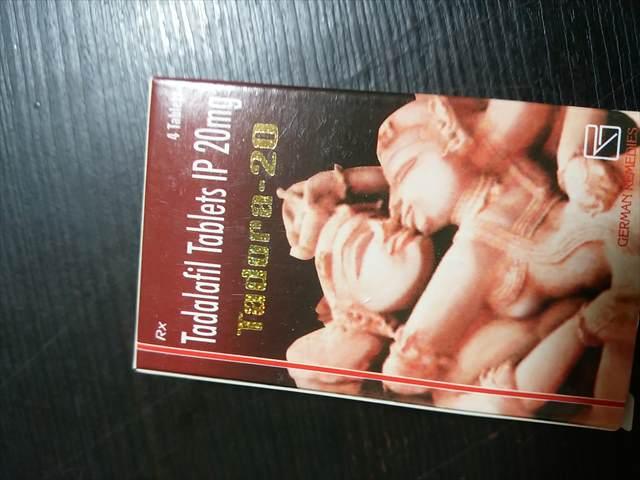 4 Tablets
Rx
Tadalafil Tablets IP 20mg
Tadora-20
GERMAN REMEDIES